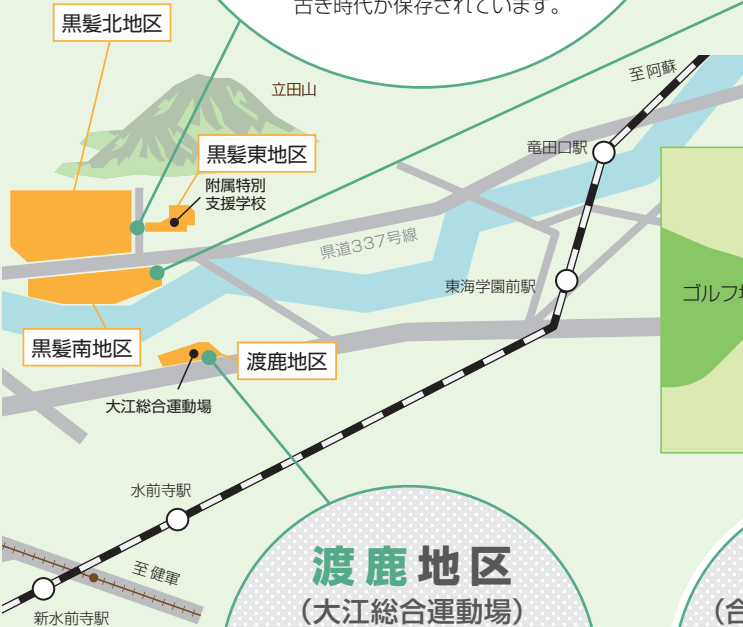 古き時代が保存されています。
黒髪北地区
至阿蘇
立田山
竜田口駅
黒髪東地区
附属特別
支援学校
県道337号線
東海学園前駅
ゴルフ
黒髪南地区
渡鹿地区
大江総合運動場
水前寺駅
至健軍
新水前寺駅
渡鹿地区
（大江総合運動場）
（合